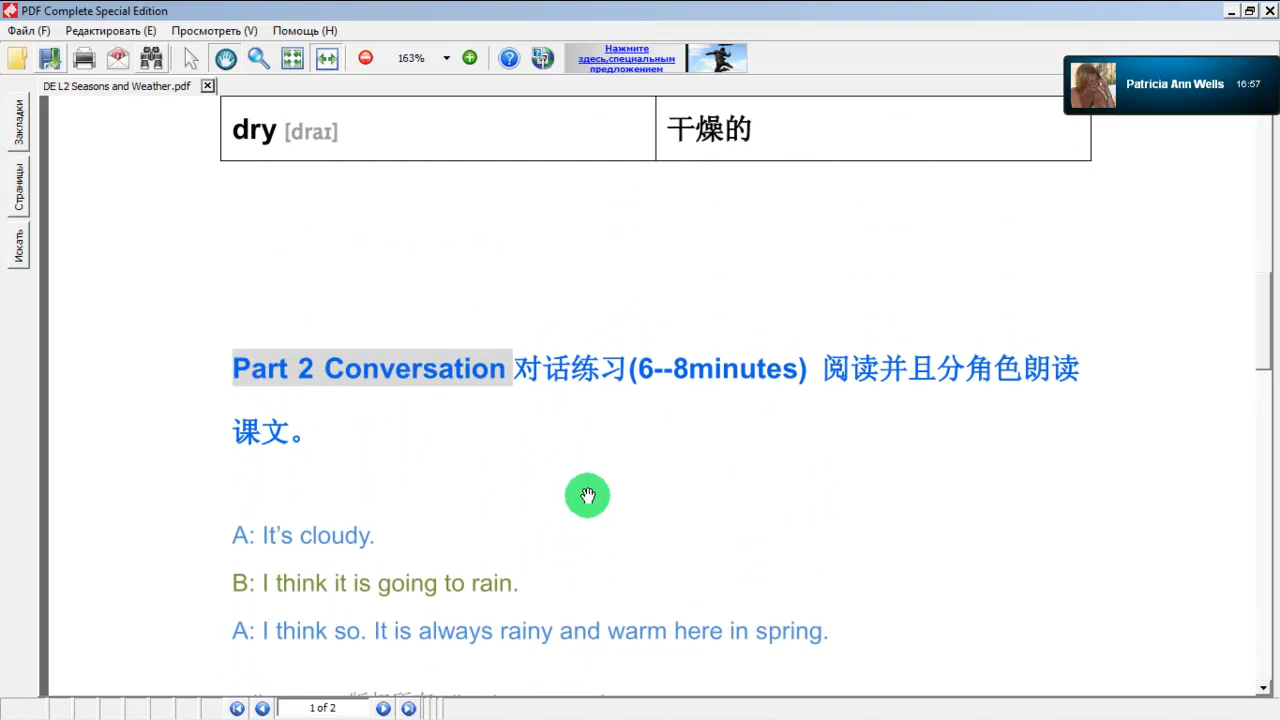 PDF Complete Special Edition
Файл (F) Редактировать (E) Просмотреть (V) Помощь (H)
163%
Нажмите
здесь,специальным
предложением
DE L2 Seasons and Weather.pdf
Patricia Ann Wells 16:57
Закладки
Страницы
Искать
dry [draɪ] 干燥的
Part 2 Conversation 对话练习(6--8minutes) 阅读并且分角色朗读
课文。
A: It's cloudy.
B: I think it is going to rain.
A: I think so. It is always rainy and warm here in spring.
1 of 2